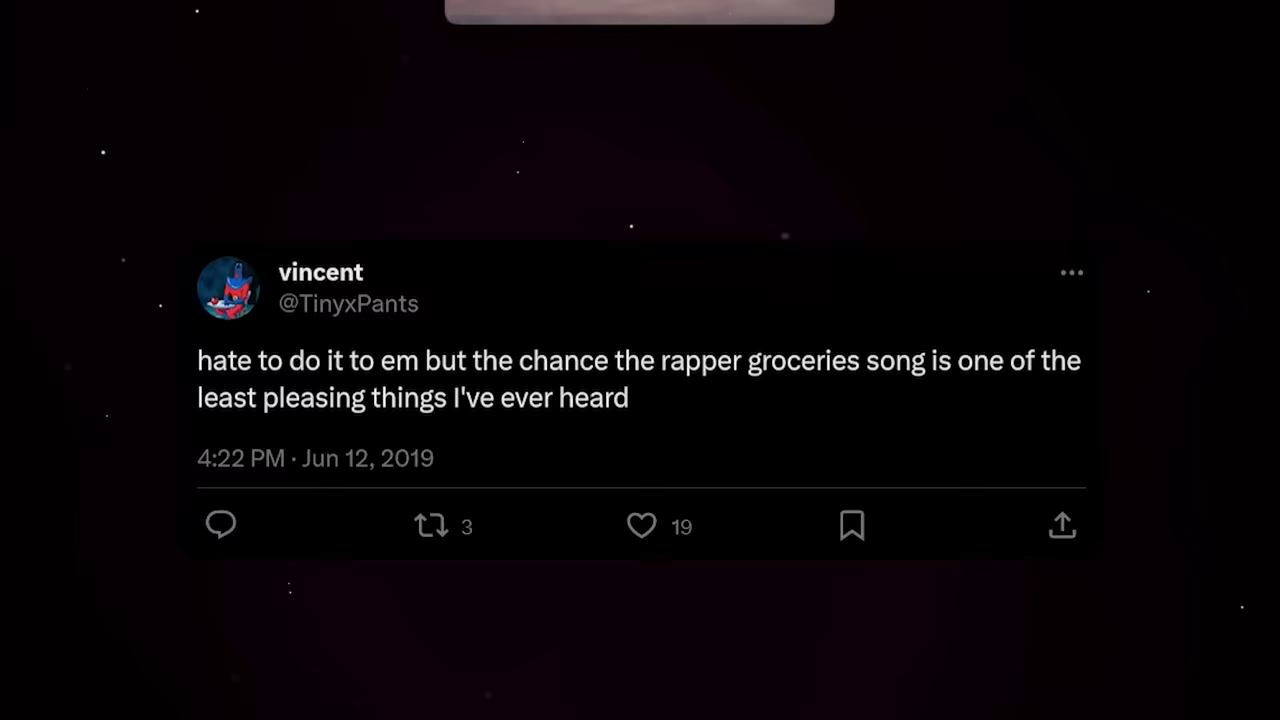 vincent
@TinyxPants
hate to do it to em but the chance the rapper groceries song is one of the
least pleasing things I've ever heard
4:22 PM · Jun 12, 2019
3
19